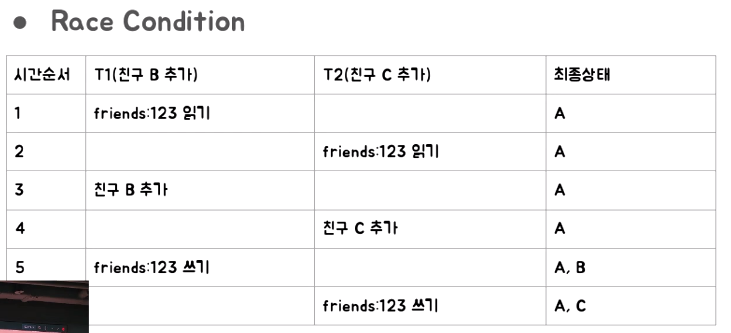 ● Race Condition
시간순서 T1(친구 B 추가) T2(친구 C 추가) 최종상태
1 friends:123 읽기 A
2 friends:123 읽기 A
3 친구 B 추가 A
4 친구 C 추가 A
5 friends:123 쓰기 A, B
friends:123 쓰기 A, C